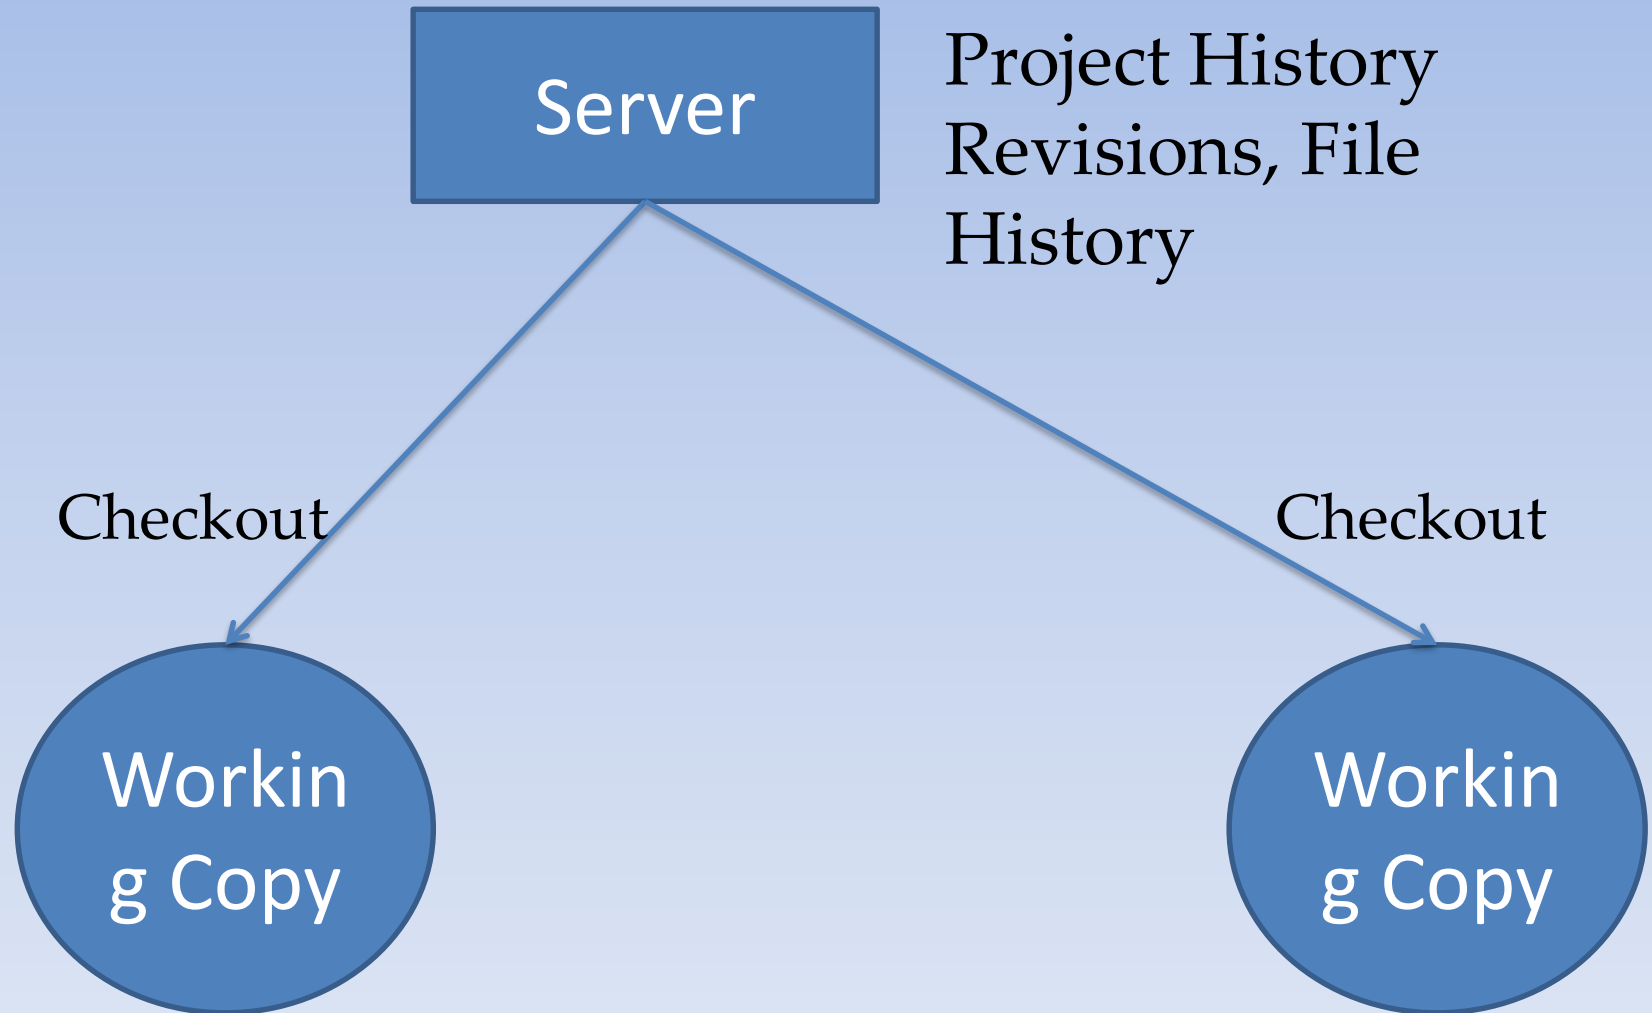 Server
Project History
Revisions, File
History
Checkout
Checkout
Workin
g Copy
Workin
g Copy